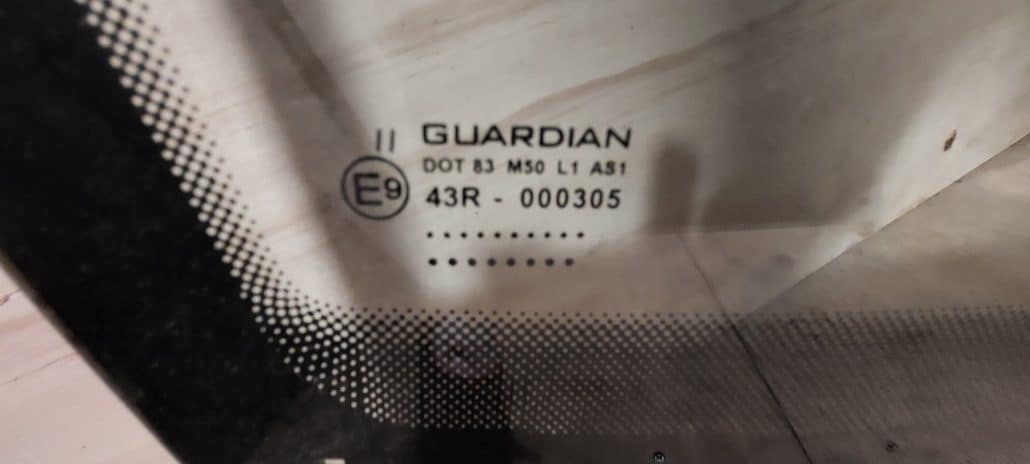 GUARDIAN
II
DOT 83 M50 L1 AS1
E9
43R - 000305